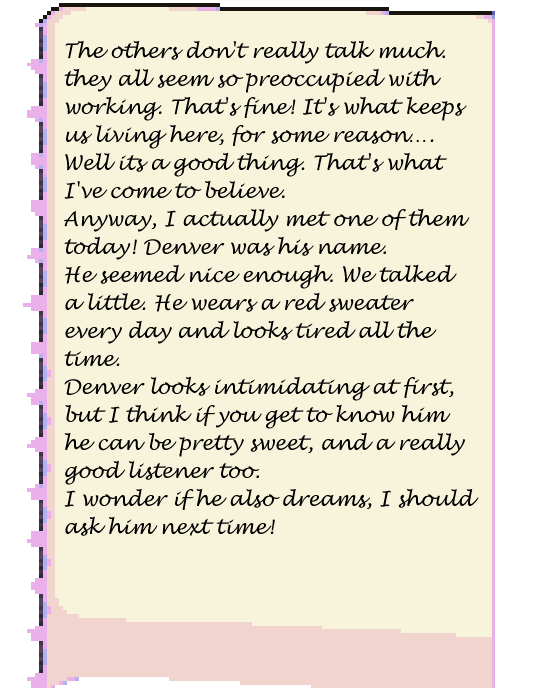 The others don't really talk much.
they all seem so preoccupied with
working. That's fine! It's what keeps
us living here, for some reason....
Well its a good thing. That's what
I've come to believe.
Anyway, I actually met one of them
today! Denver was his name.
He seemed nice enough. We talked
a little. He wears a red sweater
every day and looks tired all the
time.
Denver looks intimidating at first,
but I think if you get to know him
he can be pretty sweet, and a really
good listener too.
I wonder if he also dreams, I should
ask him next time!